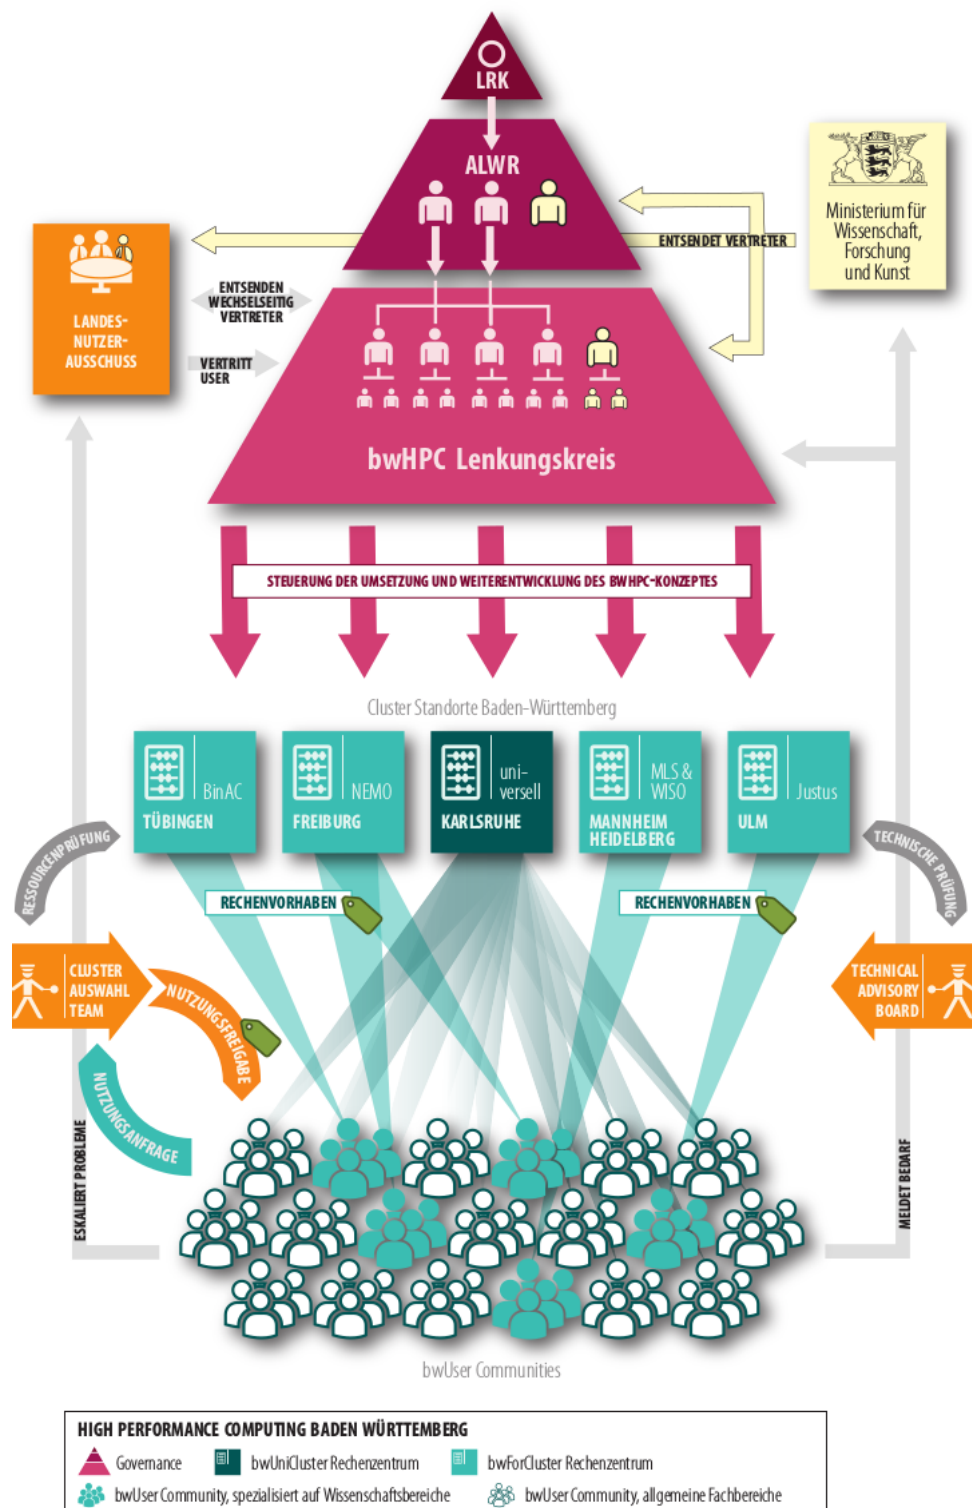 LRK
ALWR
Ministerium für
Wissenschaft,
Forschung
und Kunst
ENTSENDET VERTRETER
LANDES-
NUTZER-
AUSSCHUSS
ENTSENDEN
WECHSELSEITIG
VERTRETER
VERTRITT
USER
bwHPC Lenkungskreis
STEUERUNG DER UMSETZUNG UND WEITERENTWICKLUNG DES BWHPC-KONZEPTES
Cluster Standorte Baden-Württemberg
BinAC
TÜBINGEN
NEMO
FREIBURG
uni-
versell
KARLSRUHE
MLS &
WISO
MANNHEIM
HEIDELBERG
Justus
ULM
RESSOURCENPRÜFUNG
TECHNISCHE PRÜFUNG
RECHENVORHABEN
RECHENVORHABEN
CLUSTER
AUSWAHL
TEAM
NUTZUNGSFREIGABE
TECHNICAL
ADVISORY
BOARD
NUTZUNGSANFRAGE
ESKALIERT PROBLEME
MELDET BEDARF
bwUser Communities
HIGH PERFORMANCE COMPUTING BADEN WÜRTTEMBERG
Governance
bwUniCluster Rechenzentrum
bwForCluster Rechenzentrum
bwUser Community, spezialisiert auf Wissenschaftsbereiche
bwUser Community, allgemeine Fachbereiche